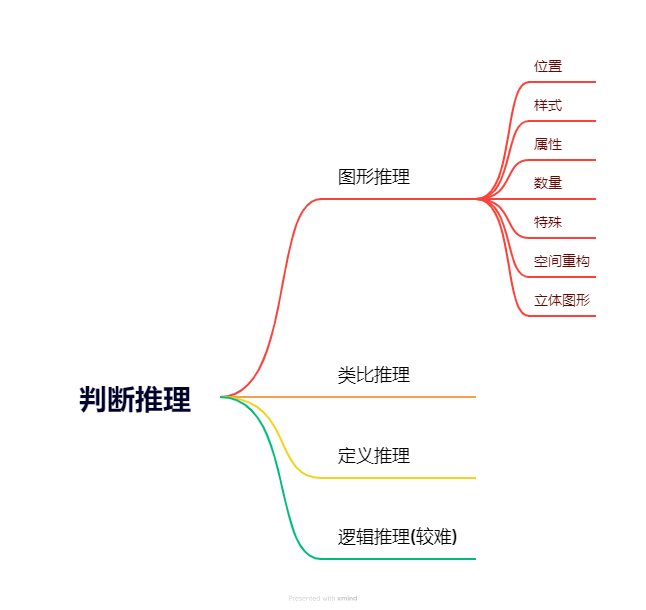 位置
样式
属性
图形推理
数量
特殊
空间重构
立体图形
类比推理
判断推理
定义推理
逻辑推理(较难)
Presented with xmind